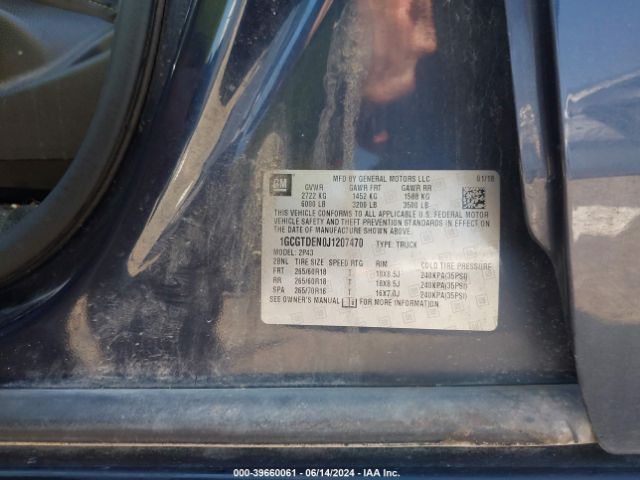 GM
MFD BY GENERAL MOTORS LLC 01/18
GVWR GAWR FRT GAWR RR
2722 KG 1452 KG 1588 KG
6000 LB 3200 LB 3500 LB
THIS VEHICLE CONFORMS TO ALL APPLICABLE U.S. FEDERAL MOTOR
VEHICLE SAFETY AND THEFT PREVENTION STANDARDS IN EFFECT ON
THE DATE OF MANUFACTURE SHOWN ABOVE.
1GCGTDEN0J1207470 TYPE: TRUCK
MODEL: 2P43
2BNL TIRE SIZE SPEED RTG RIM COLD TIRE PRESSURE
FRT 265/60R18 T 18X8.5J 240KPA(35PSI)
RR 265/60R18 T 18X8.5J 240KPA(35PSI)
SPA 265/70R16 T 16X7.0J 240KPA(35PSI)
SEE OWNER'S MANUAL FOR MORE INFORMATION.
000-39660061 - 06/14/2024 - IAA Inc.